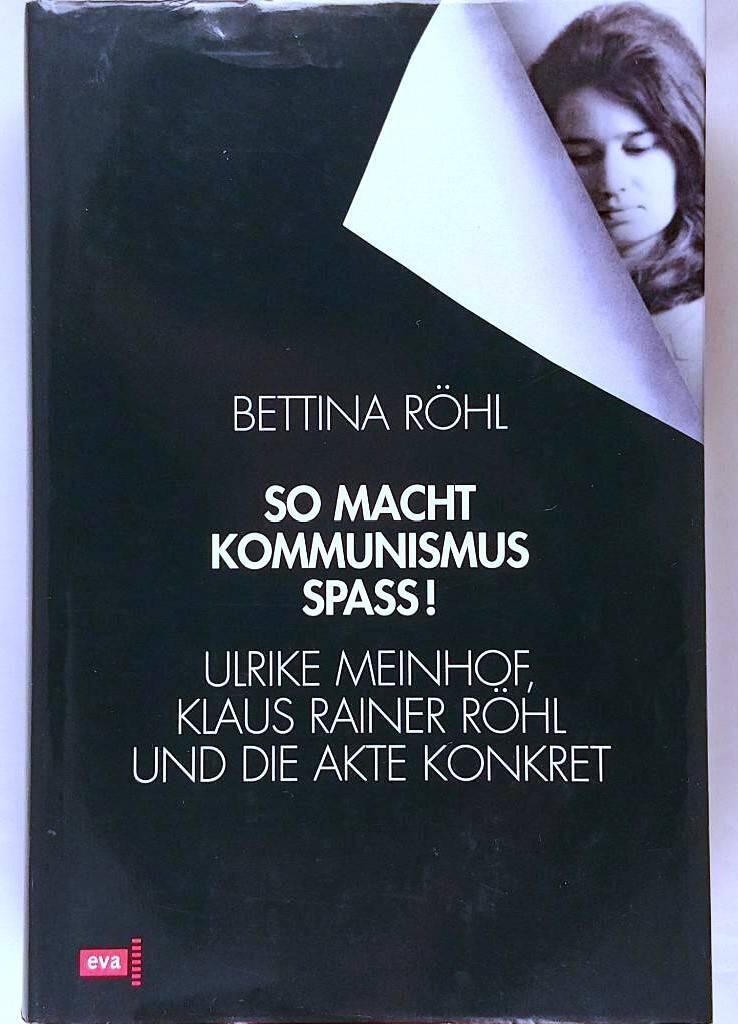 BETTINA RÖHL
SO MACHT
KOMMUNISMUS
SPASS!
ULRIKE MEINHOF,
KLAUS RAINER RÖHL
UND DIE AKTE KONKRET
eva